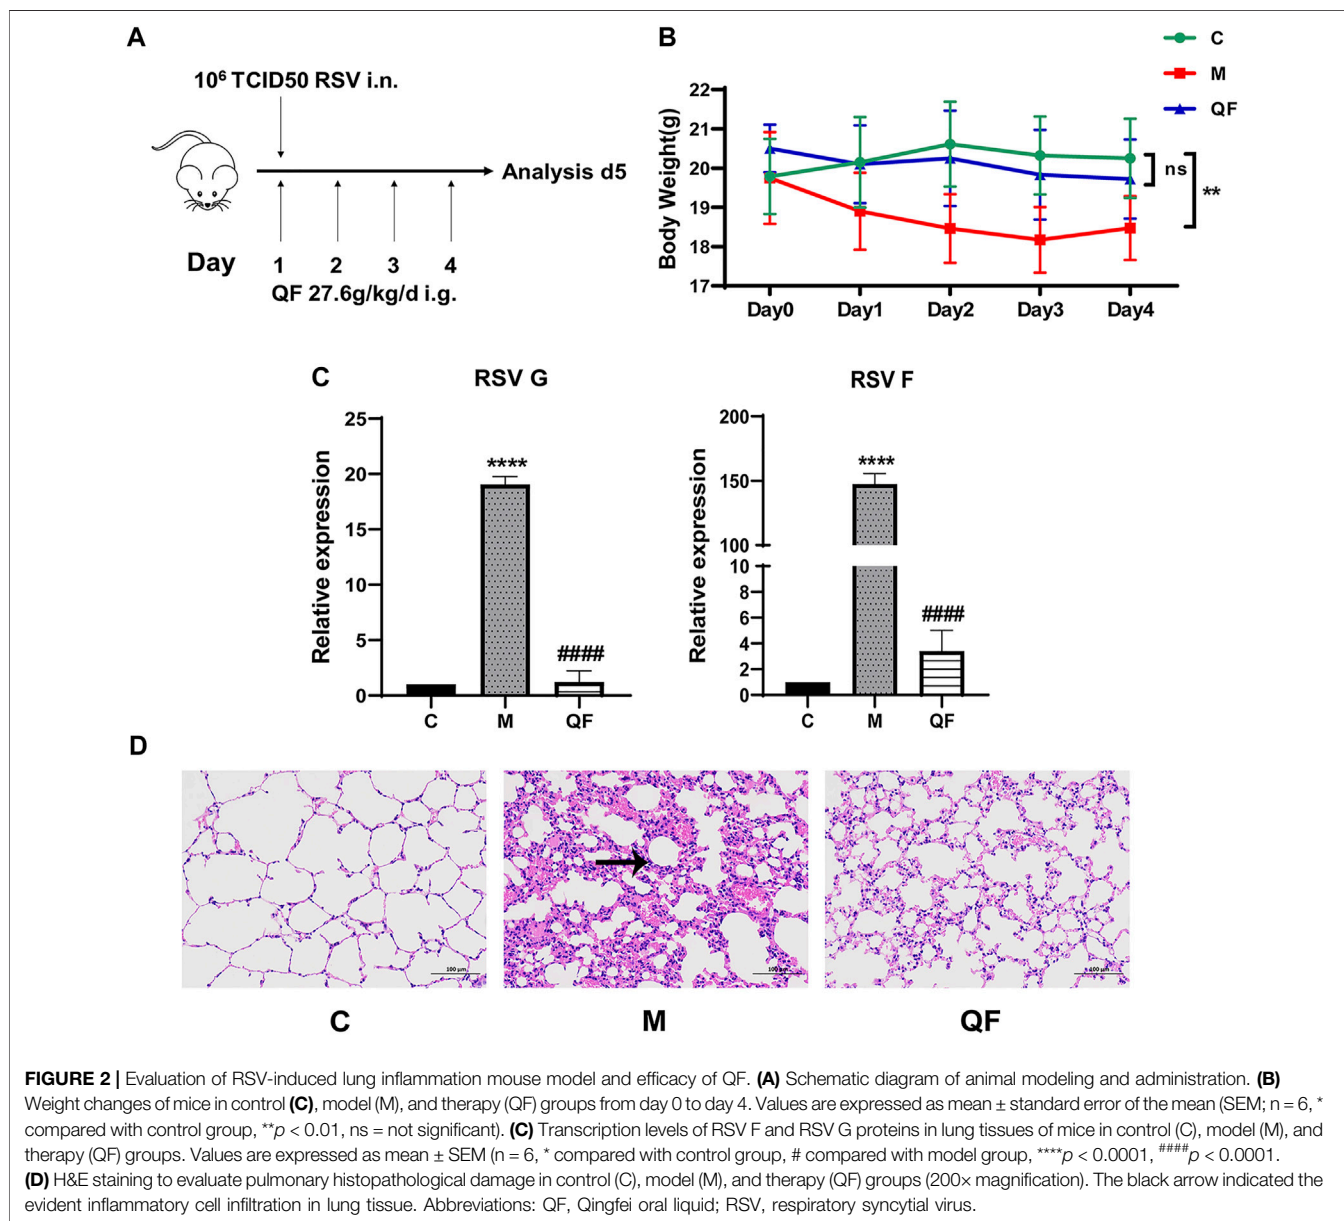 A
10⁶ TCID50 RSV i.n.
Analysis d5
Day 1 2 3 4
QF 27.6g/kg/d i.g.
B
C
M
QF
Body Weight(g)
22
21
20
19
18
17
Day0 Day1 Day2 Day3 Day4
ns
**
C
RSV G
Relative expression
25
20
15
10
5
0
****
####
C M QF
RSV F
Relative expression
200
150
100
10
8
6
4
2
0
****
####
C M QF
D
100 μm
100 μm
100 μm
C M QF
FIGURE 2 | Evaluation of RSV-induced lung inflammation mouse model and efficacy of QF. (A) Schematic diagram of animal modeling and administration. (B)
Weight changes of mice in control (C), model (M), and therapy (QF) groups from day 0 to day 4. Values are expressed as mean ± standard error of the mean (SEM; n = 6, *
compared with control group, **p < 0.01, ns = not significant). (C) Transcription levels of RSV F and RSV G proteins in lung tissues of mice in control (C), model (M), and
therapy (QF) groups. Values are expressed as mean ± SEM (n = 6, * compared with control group, # compared with model group, ****p < 0.0001, ####p < 0.0001.
(D) H&E staining to evaluate pulmonary histopathological damage in control (C), model (M), and therapy (QF) groups (200× magnification). The black arrow indicated the
evident inflammatory cell infiltration in lung tissue. Abbreviations: QF, Qingfei oral liquid; RSV, respiratory syncytial virus.